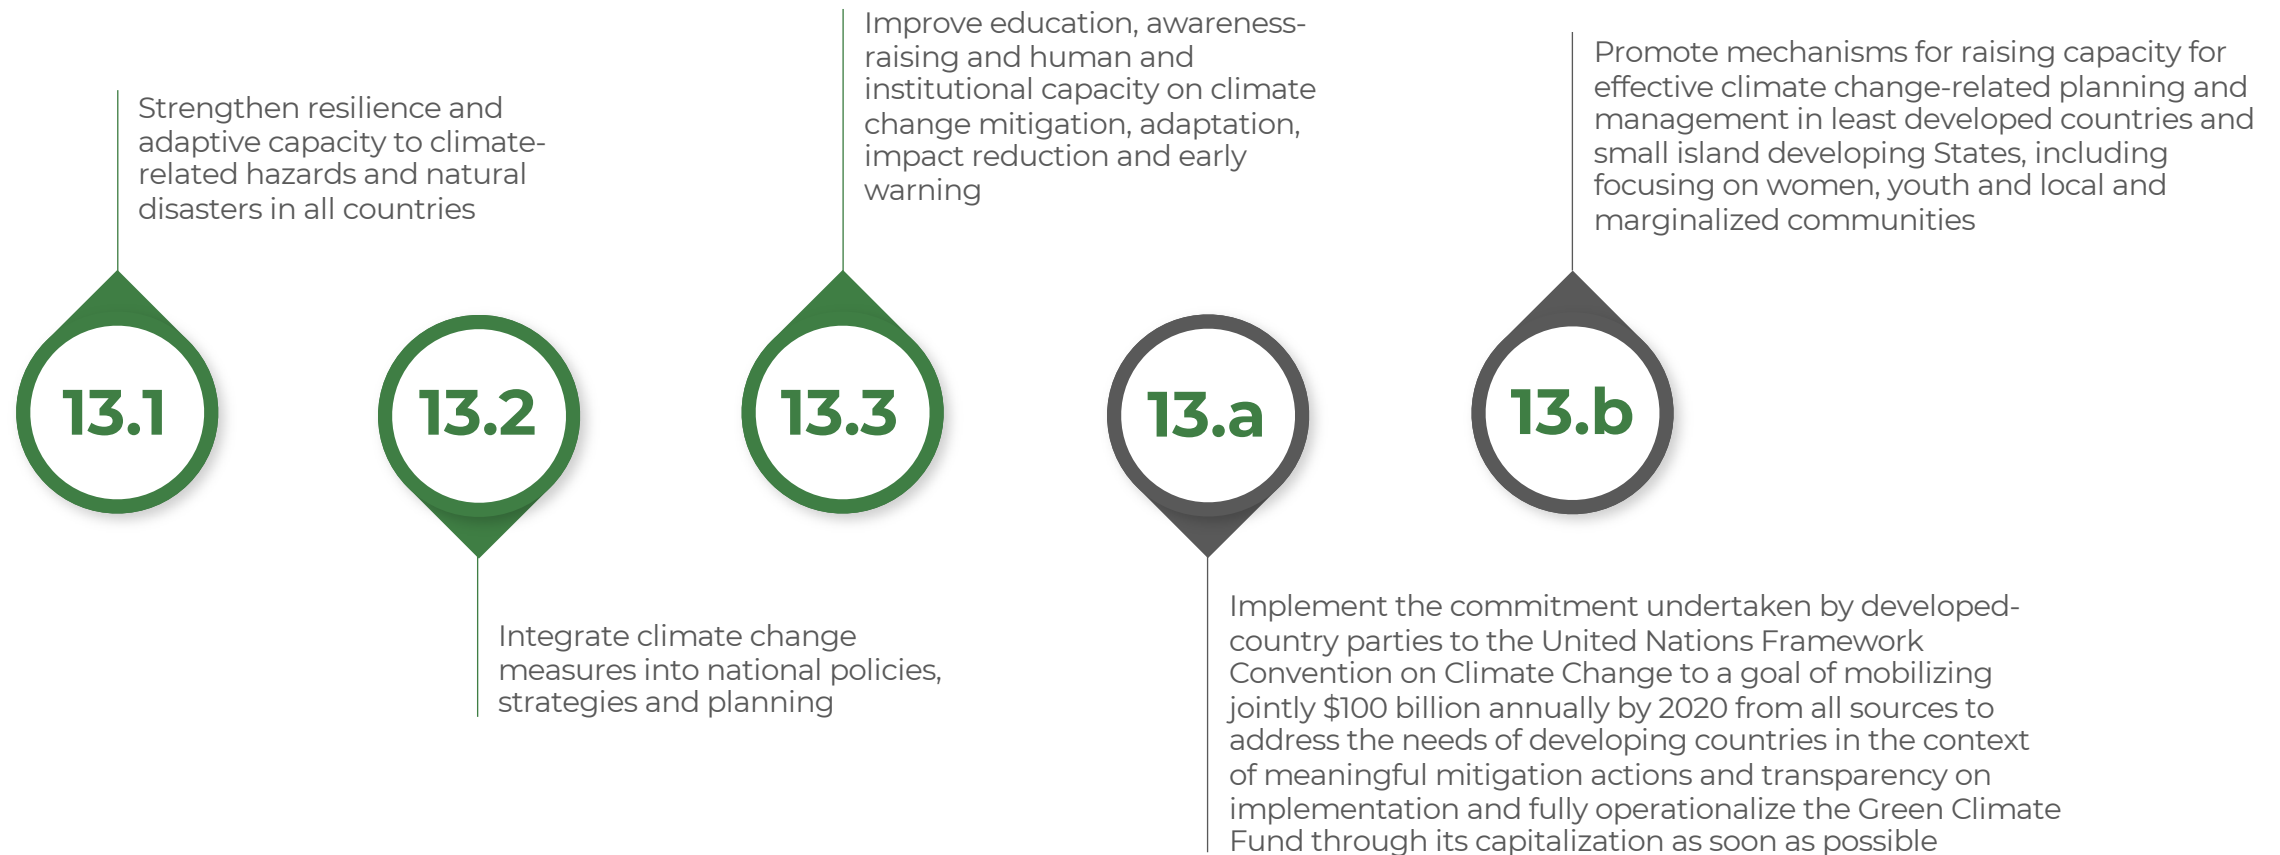 13.1
Strengthen resilience and
adaptive capacity to climate-
related hazards and natural
disasters in all countries
13.2
Integrate climate change
measures into national policies,
strategies and planning
13.3
Improve education, awareness-
raising and human and
institutional capacity on climate
change mitigation, adaptation,
impact reduction and early
warning
13.a
Implement the commitment undertaken by developed-
country parties to the United Nations Framework
Convention on Climate Change to a goal of mobilizing
jointly $100 billion annually by 2020 from all sources to
address the needs of developing countries in the context
of meaningful mitigation actions and transparency on
implementation and fully operationalize the Green Climate
Fund through its capitalization as soon as possible
13.b
Promote mechanisms for raising capacity for
effective climate change-related planning and
management in least developed countries and
small island developing States, including
focusing on women, youth and local and
marginalized communities